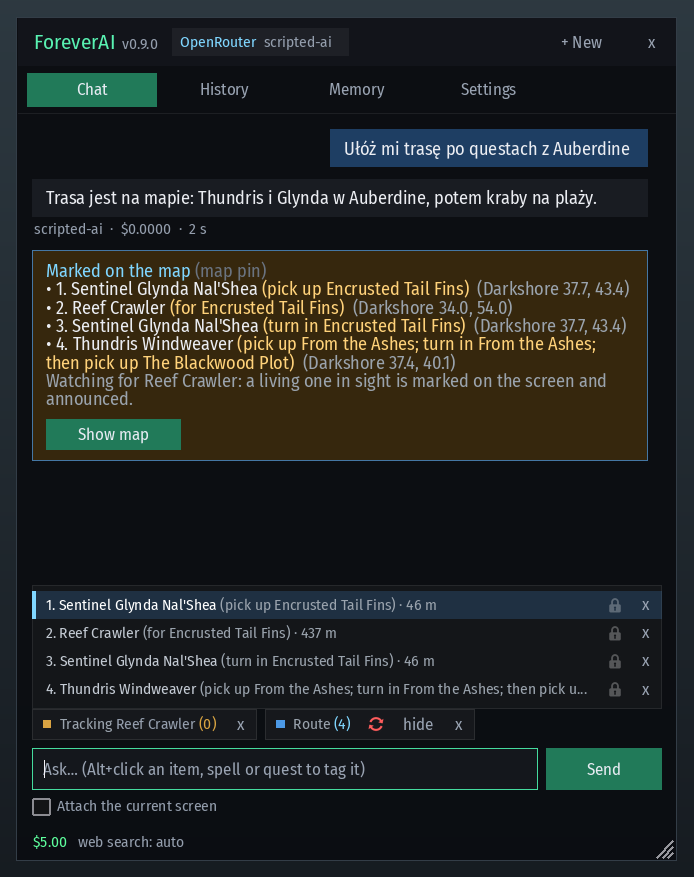 ForeverAI v0.9.0 OpenRouter scripted-ai + New x
Chat History Memory Settings
Ułóż mi trasę po questach z Auberdine
Trasa jest na mapie: Thundris i Glynda w Auberdine, potem kraby na plaży.
scripted-ai · $0.0000 · 2 s
Marked on the map (map pin)
• 1. Sentinel Glynda Nal'Shea (pick up Encrusted Tail Fins) (Darkshore 37.7, 43.4)
• 2. Reef Crawler (for Encrusted Tail Fins) (Darkshore 34.0, 54.0)
• 3. Sentinel Glynda Nal'Shea (turn in Encrusted Tail Fins) (Darkshore 37.7, 43.4)
• 4. Thundris Windweaver (pick up From the Ashes; turn in From the Ashes;
then pick up The Blackwood Plot) (Darkshore 37.4, 40.1)
Watching for Reef Crawler: a living one in sight is marked on the screen and
announced.
Show map
1. Sentinel Glynda Nal'Shea (pick up Encrusted Tail Fins) · 46 m x
2. Reef Crawler (for Encrusted Tail Fins) · 437 m x
3. Sentinel Glynda Nal'Shea (turn in Encrusted Tail Fins) · 46 m x
4. Thundris Windweaver (pick up From the Ashes; turn in From the Ashes; then pick u... x
Tracking Reef Crawler (0) x Route (4) hide x
Ask... (Alt+click an item, spell or quest to tag it) Send
Attach the current screen
$5.00 web search: auto